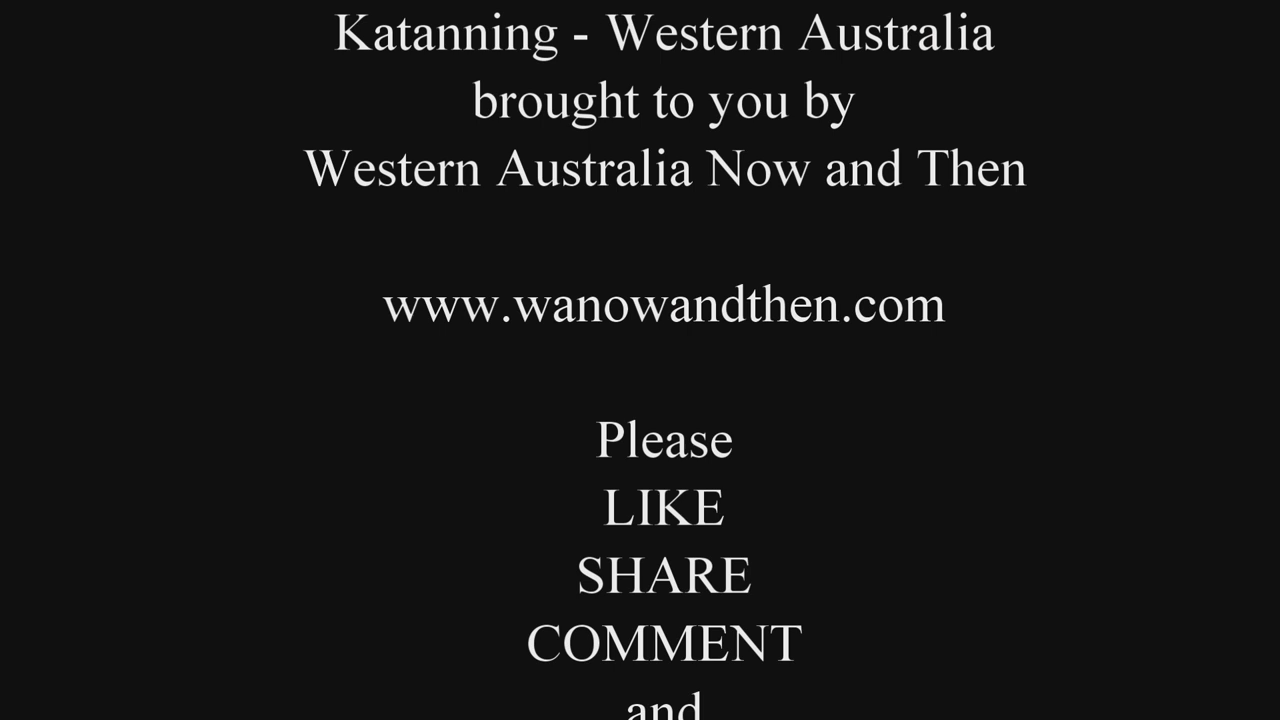 Katanning - Western Australia
brought to you by
Western Australia Now and Then
www.wanowandthen.com
Please
LIKE
SHARE
COMMENT
and